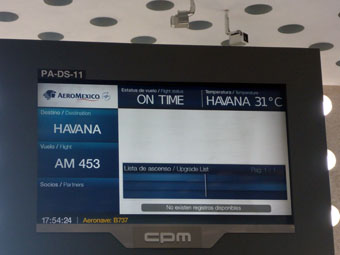 PA-DS-11
AEROMEXICO
Estatus de vuelo / Flight status
ON TIME
Temperatura / Temperature
HAVANA 31°C
Destino / Destination
HAVANA
Vuelo / Flight
AM 453
Lista de ascenso / Upgrade List
Socios / Partners
No existen registros disponibles
17:54:24 Aeronave: B737
cpm